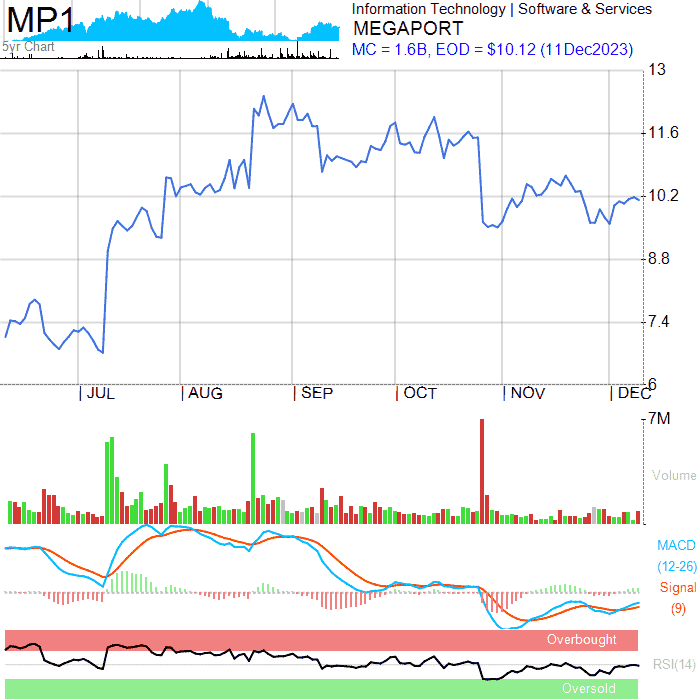 MP1
Information Technology | Software & Services
MEGAPORT
MC = 1.6B, EOD = $10.12 (11Dec2023)
5yr Chart
13
11.6
10.2
8.8
7.4
6
| JUL | AUG | SEP | OCT | NOV | DEC
7M
Volume
MACD
(12-26)
Signal
(9)
Overbought
RSI(14)
Oversold